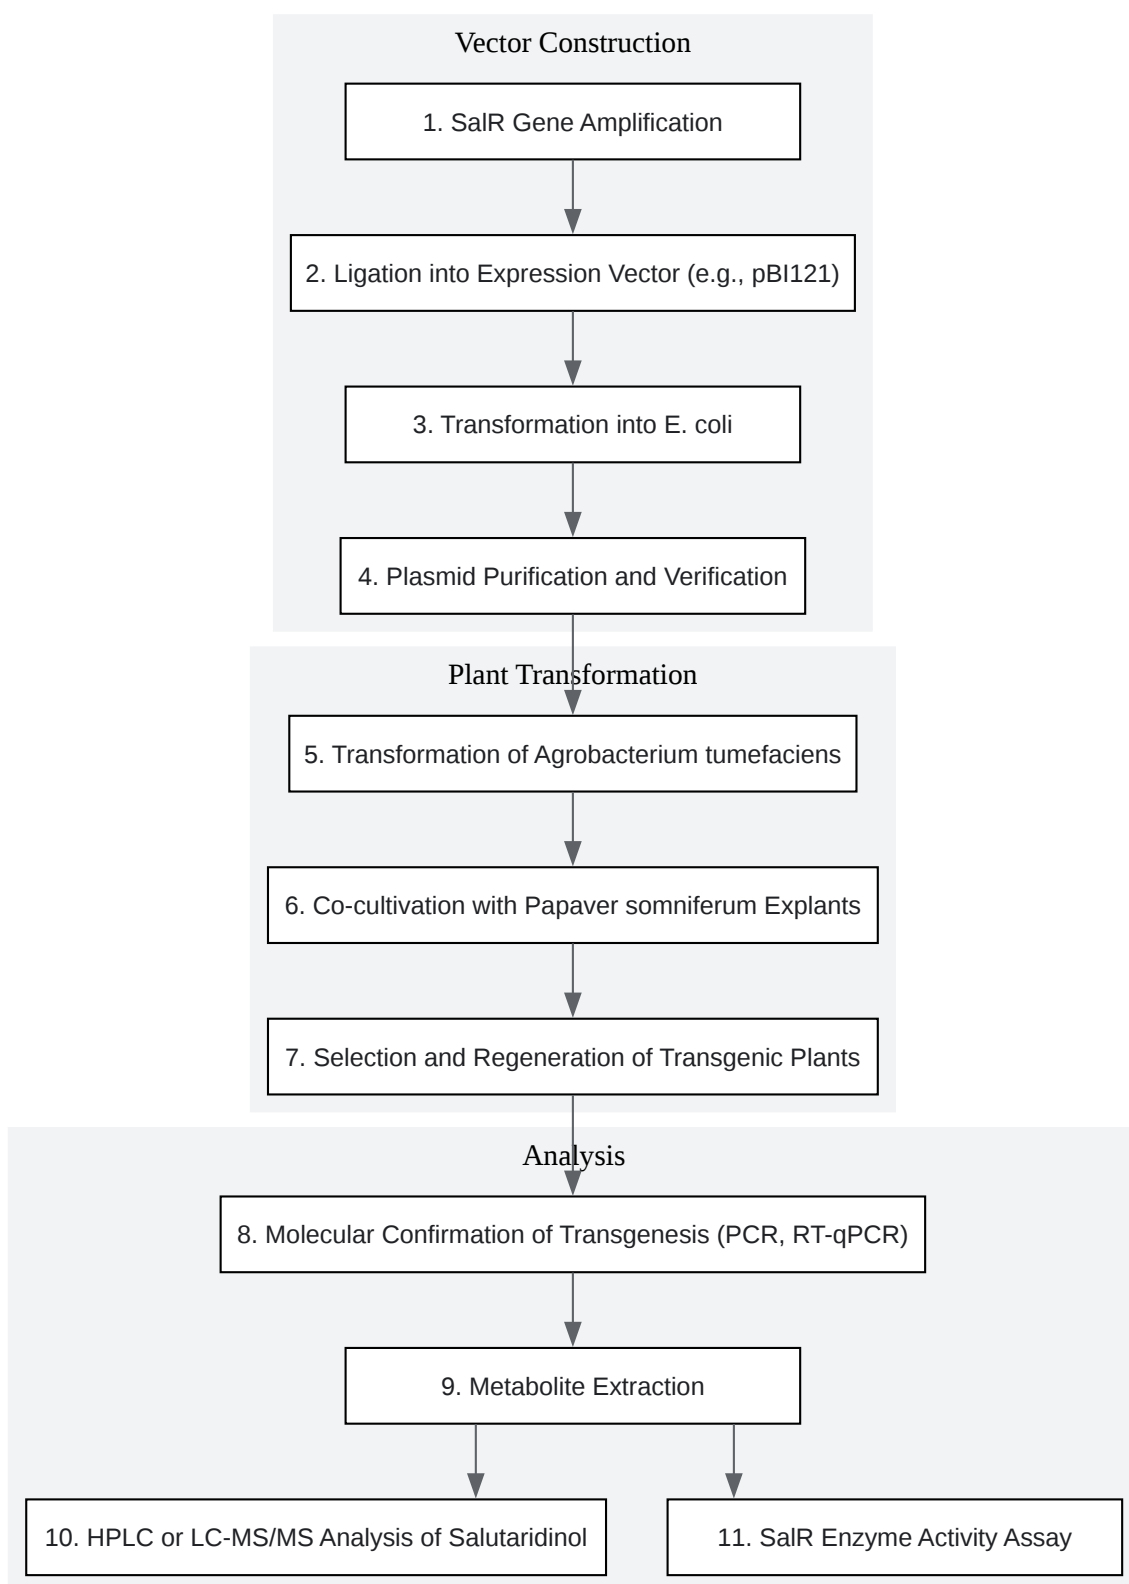 Vector Construction
1. SalR Gene Amplification
2. Ligation into Expression Vector (e.g., pBI121)
3. Transformation into E. coli
4. Plasmid Purification and Verification
Plant Transformation
5. Transformation of Agrobacterium tumefaciens
6. Co-cultivation with Papaver somniferum Explants
7. Selection and Regeneration of Transgenic Plants
Analysis
8. Molecular Confirmation of Transgenesis (PCR, RT-qPCR)
9. Metabolite Extraction
10. HPLC or LC-MS/MS Analysis of Salutaridinol
11. SalR Enzyme Activity Assay